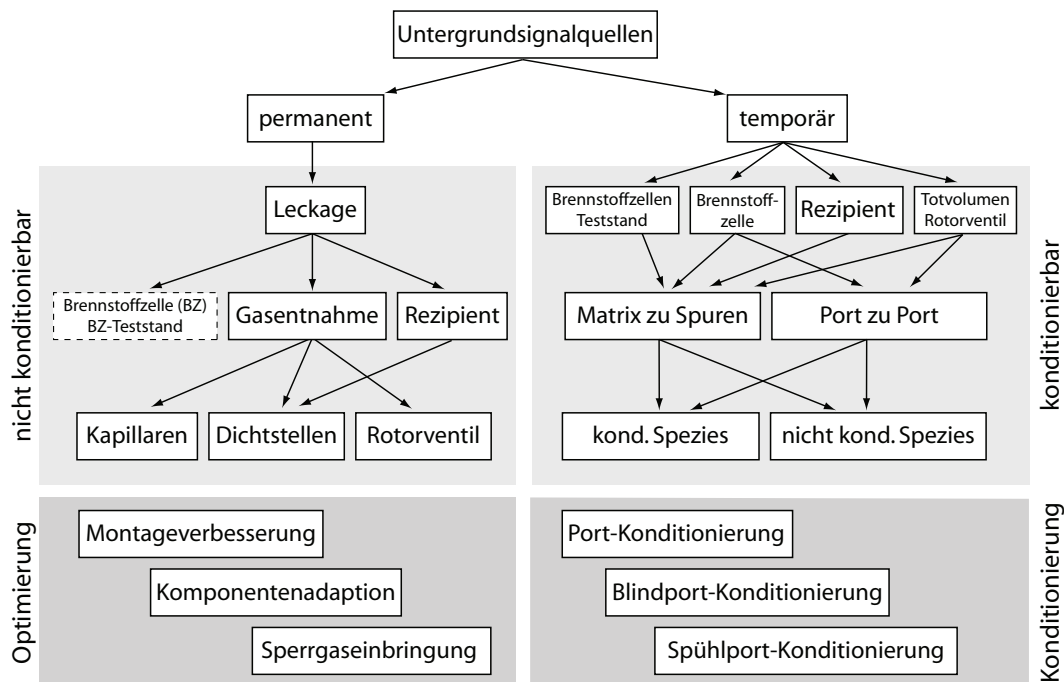 Untergrundsignalquellen
permanent
temporär
nicht konditionierbar
Leckage
Brennstoffzelle (BZ)
BZ-Teststand
Gasentnahme
Rezipient
Kapillaren
Dichtstellen
Rotorventil
konditionierbar
Brennstoffzellen
Teststand
Brennstoff-
zelle
Rezipient
Totvolumen
Rotorventil
Matrix zu Spuren
Port zu Port
kond. Spezies
nicht kond. Spezies
Optimierung
Montageverbesserung
Komponentenadaption
Sperrgaseinbringung
Konditionierung
Port-Konditionierung
Blindport-Konditionierung
Spühlport-Konditionierung